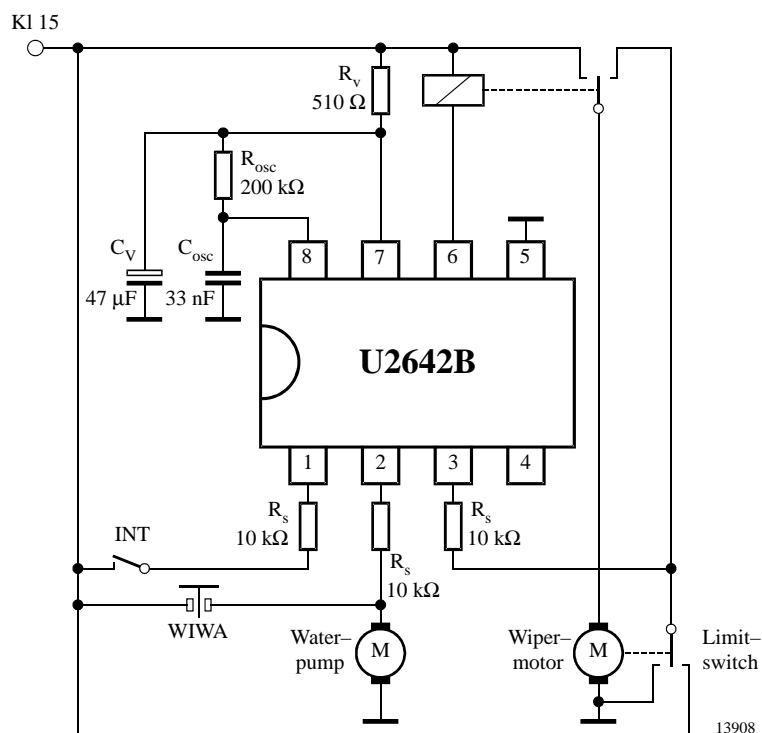 Kl 15
Rv
510 Ω
Rosc
200 kΩ
CV
47 µF
Cosc
33 nF
8
7
6
5
U2642B
1
2
3
4
Rs
10 kΩ
Rs
10 kΩ
Rs
10 kΩ
INT
WIWA
Water–
pump
M
Wiper–
motor
M
Limit–
switch
13908